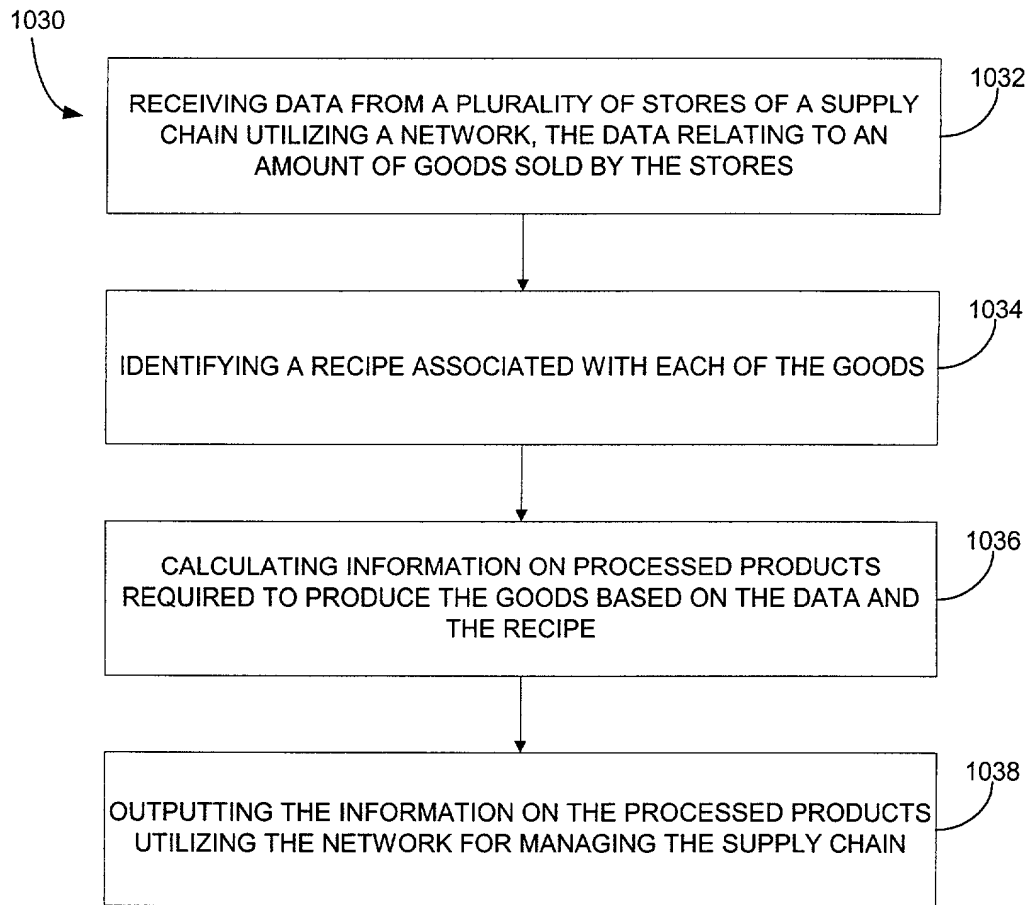 1030
1032
RECEIVING DATA FROM A PLURALITY OF STORES OF A SUPPLY
CHAIN UTILIZING A NETWORK, THE DATA RELATING TO AN
AMOUNT OF GOODS SOLD BY THE STORES
1034
IDENTIFYING A RECIPE ASSOCIATED WITH EACH OF THE GOODS
1036
CALCULATING INFORMATION ON PROCESSED PRODUCTS
REQUIRED TO PRODUCE THE GOODS BASED ON THE DATA AND
THE RECIPE
1038
OUTPUTTING THE INFORMATION ON THE PROCESSED PRODUCTS
UTILIZING THE NETWORK FOR MANAGING THE SUPPLY CHAIN